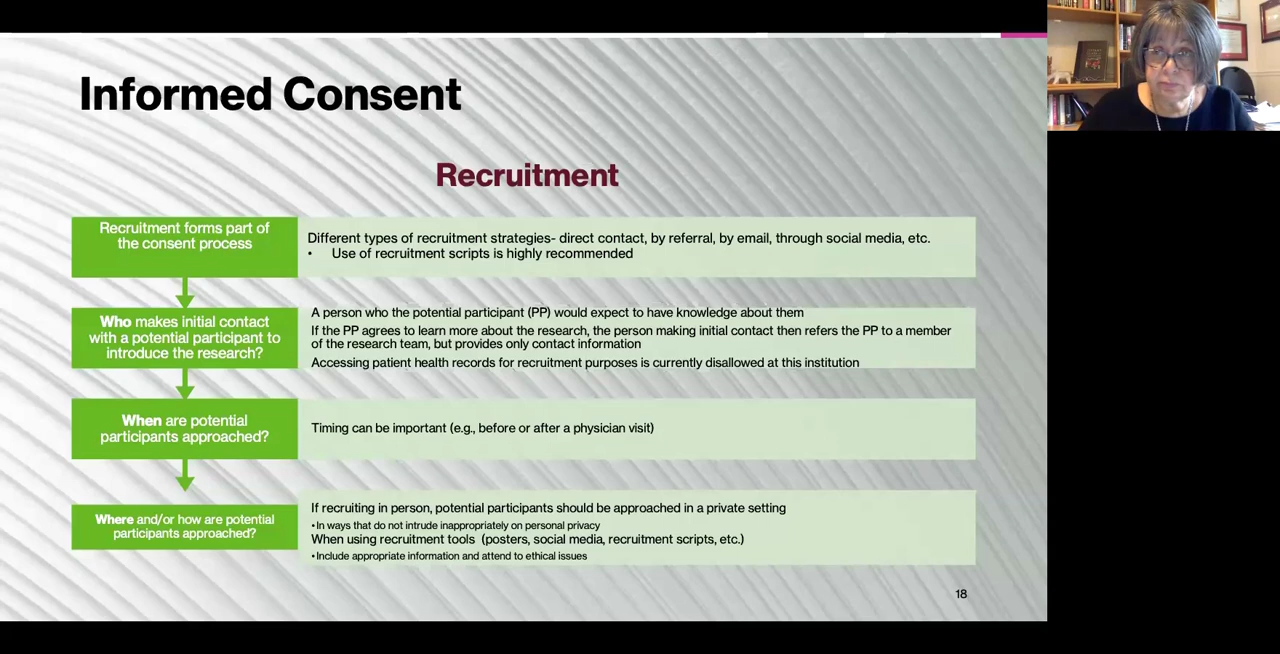 Informed Consent
Recruitment
Recruitment forms part of
the consent process
Different types of recruitment strategies- direct contact, by referral, by email, through social media, etc.
• Use of recruitment scripts is highly recommended
Who makes initial contact
with a potential participant to
introduce the research?
A person who the potential participant (PP) would expect to have knowledge about them
If the PP agrees to learn more about the research, the person making initial contact then refers the PP to a member
of the research team, but provides only contact information
Accessing patient health records for recruitment purposes is currently disallowed at this institution
When are potential
participants approached?
Timing can be important (e.g., before or after a physician visit)
Where and/or how are potential
participants approached?
If recruiting in person, potential participants should be approached in a private setting
•In ways that do not intrude inappropriately on personal privacy
When using recruitment tools (posters, social media, recruitment scripts, etc.)
•Include appropriate information and attend to ethical issues
18